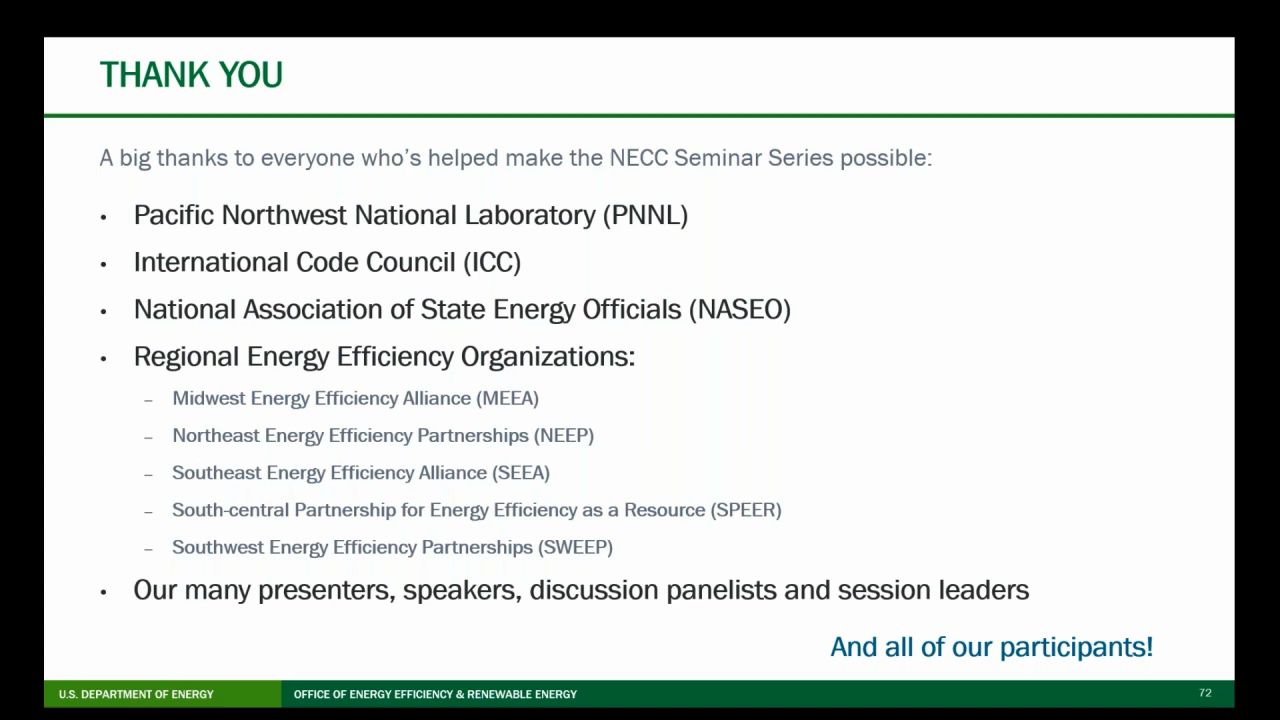 THANK YOU
A big thanks to everyone who's helped make the NECC Seminar Series possible:
• Pacific Northwest National Laboratory (PNNL)
• International Code Council (ICC)
• National Association of State Energy Officials (NASEO)
• Regional Energy Efficiency Organizations:
– Midwest Energy Efficiency Alliance (MEEA)
– Northeast Energy Efficiency Partnerships (NEEP)
– Southeast Energy Efficiency Alliance (SEEA)
– South-central Partnership for Energy Efficiency as a Resource (SPEER)
– Southwest Energy Efficiency Partnerships (SWEEP)
• Our many presenters, speakers, discussion panelists and session leaders
And all of our participants!
U.S. DEPARTMENT OF ENERGY OFFICE OF ENERGY EFFICIENCY & RENEWABLE ENERGY 72